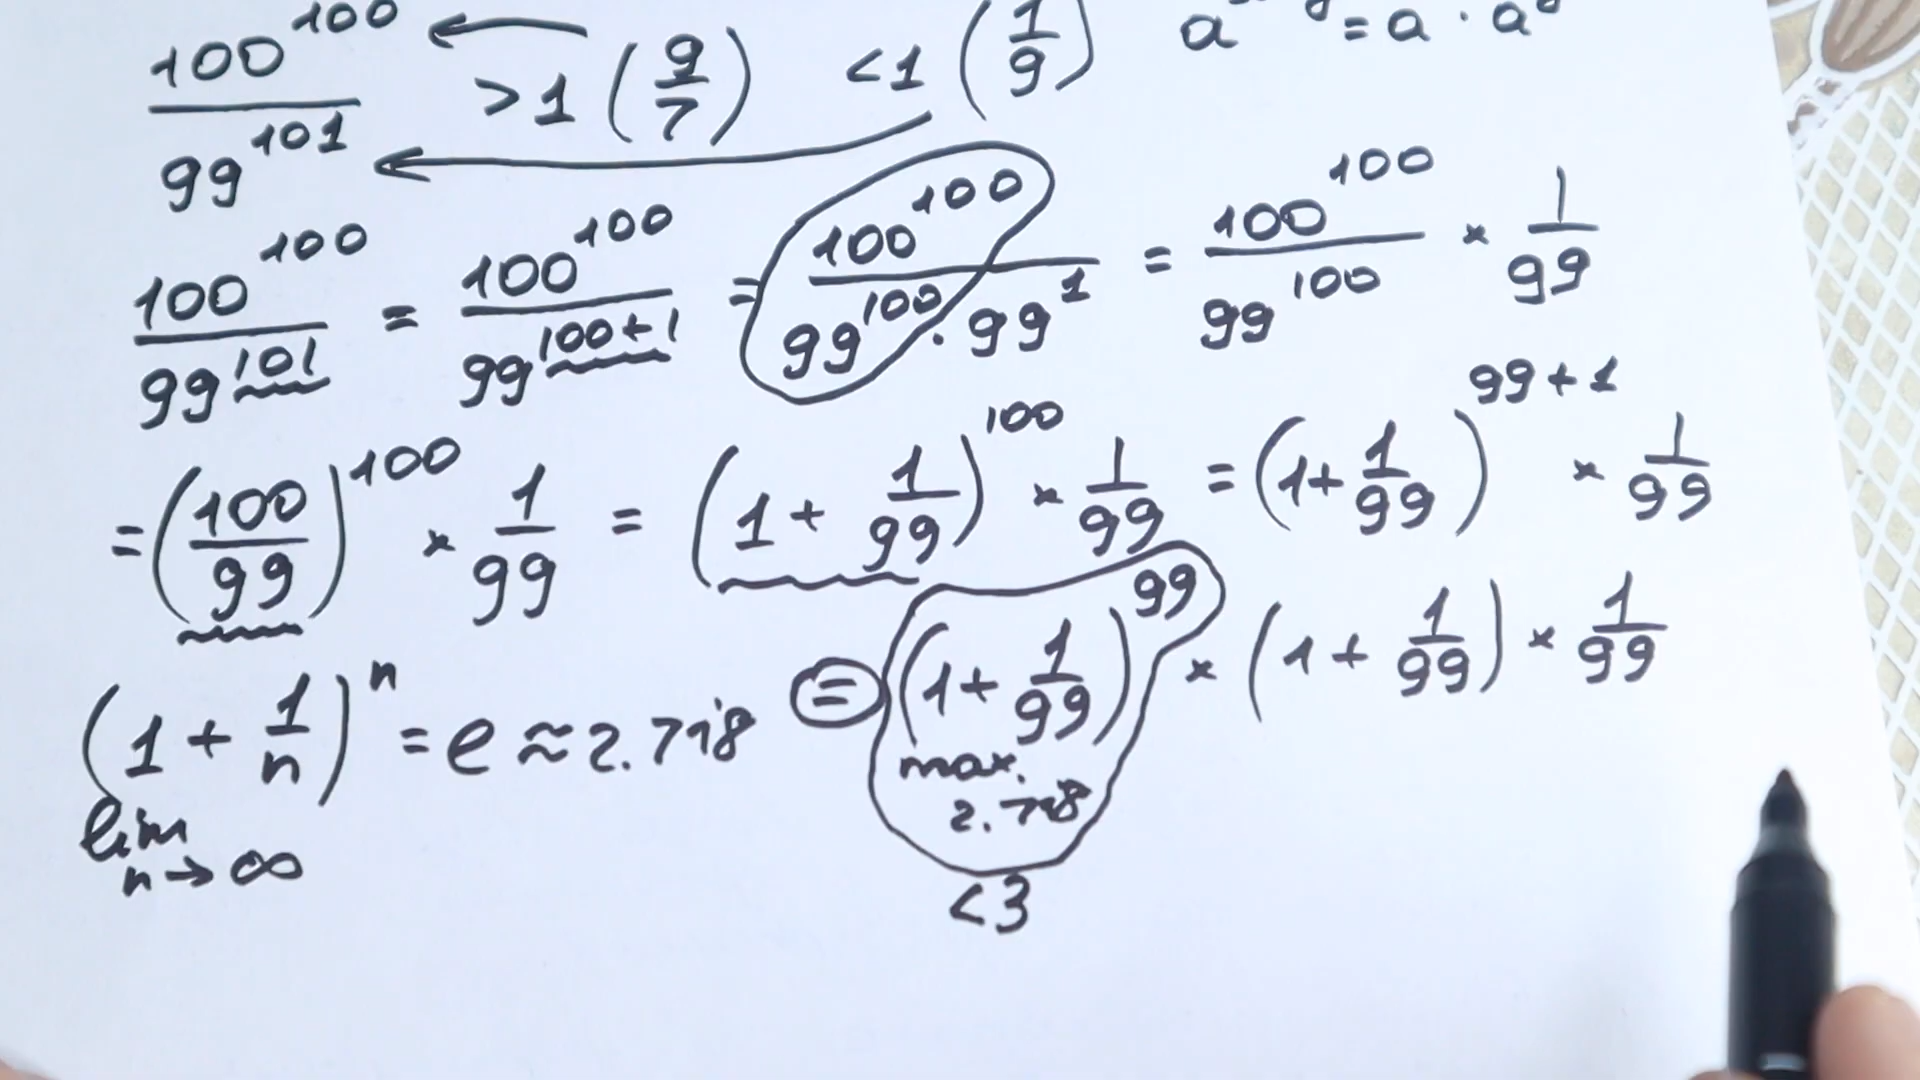 100^100 / 99^101 >1 (9/7) <1 (1/9) = a · a
100^100 / 99^101 = 100^100 / 99^(100+1) = 100^100 / 99^100 · 99^1 = 100^100 / 99^100 × 1/99
= (100/99)^100 × 1/99 = (1 + 1/99)^100 × 1/99 = (1 + 1/99)^(99+1) × 1/99
(1 + 1/n)^n = e ≈ 2.718 = (1 + 1/99)^99 × (1 + 1/99) × 1/99
lim n→∞
max. 2.718
<3